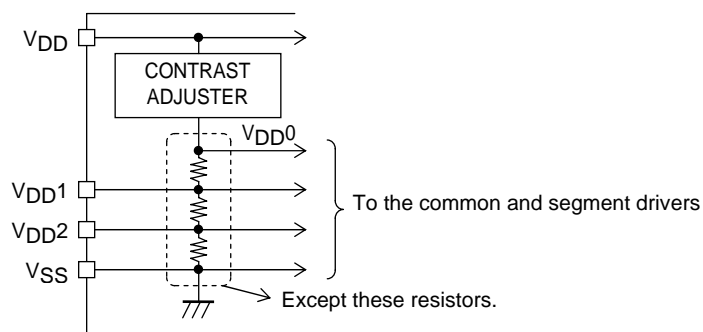 VDD
CONTRAST
ADJUSTER
VDD0
VDD1
VDD2
VSS
To the common and segment drivers
Except these resistors.